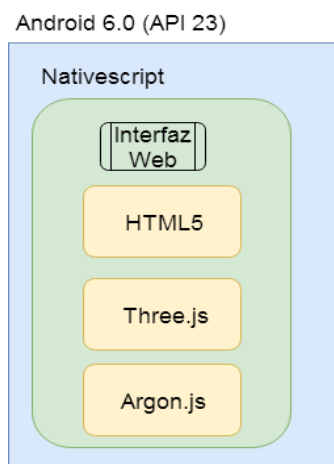 Android 6.0 (API 23)
Nativescript
Interfaz
Web
HTML5
Three.js
Argon.js